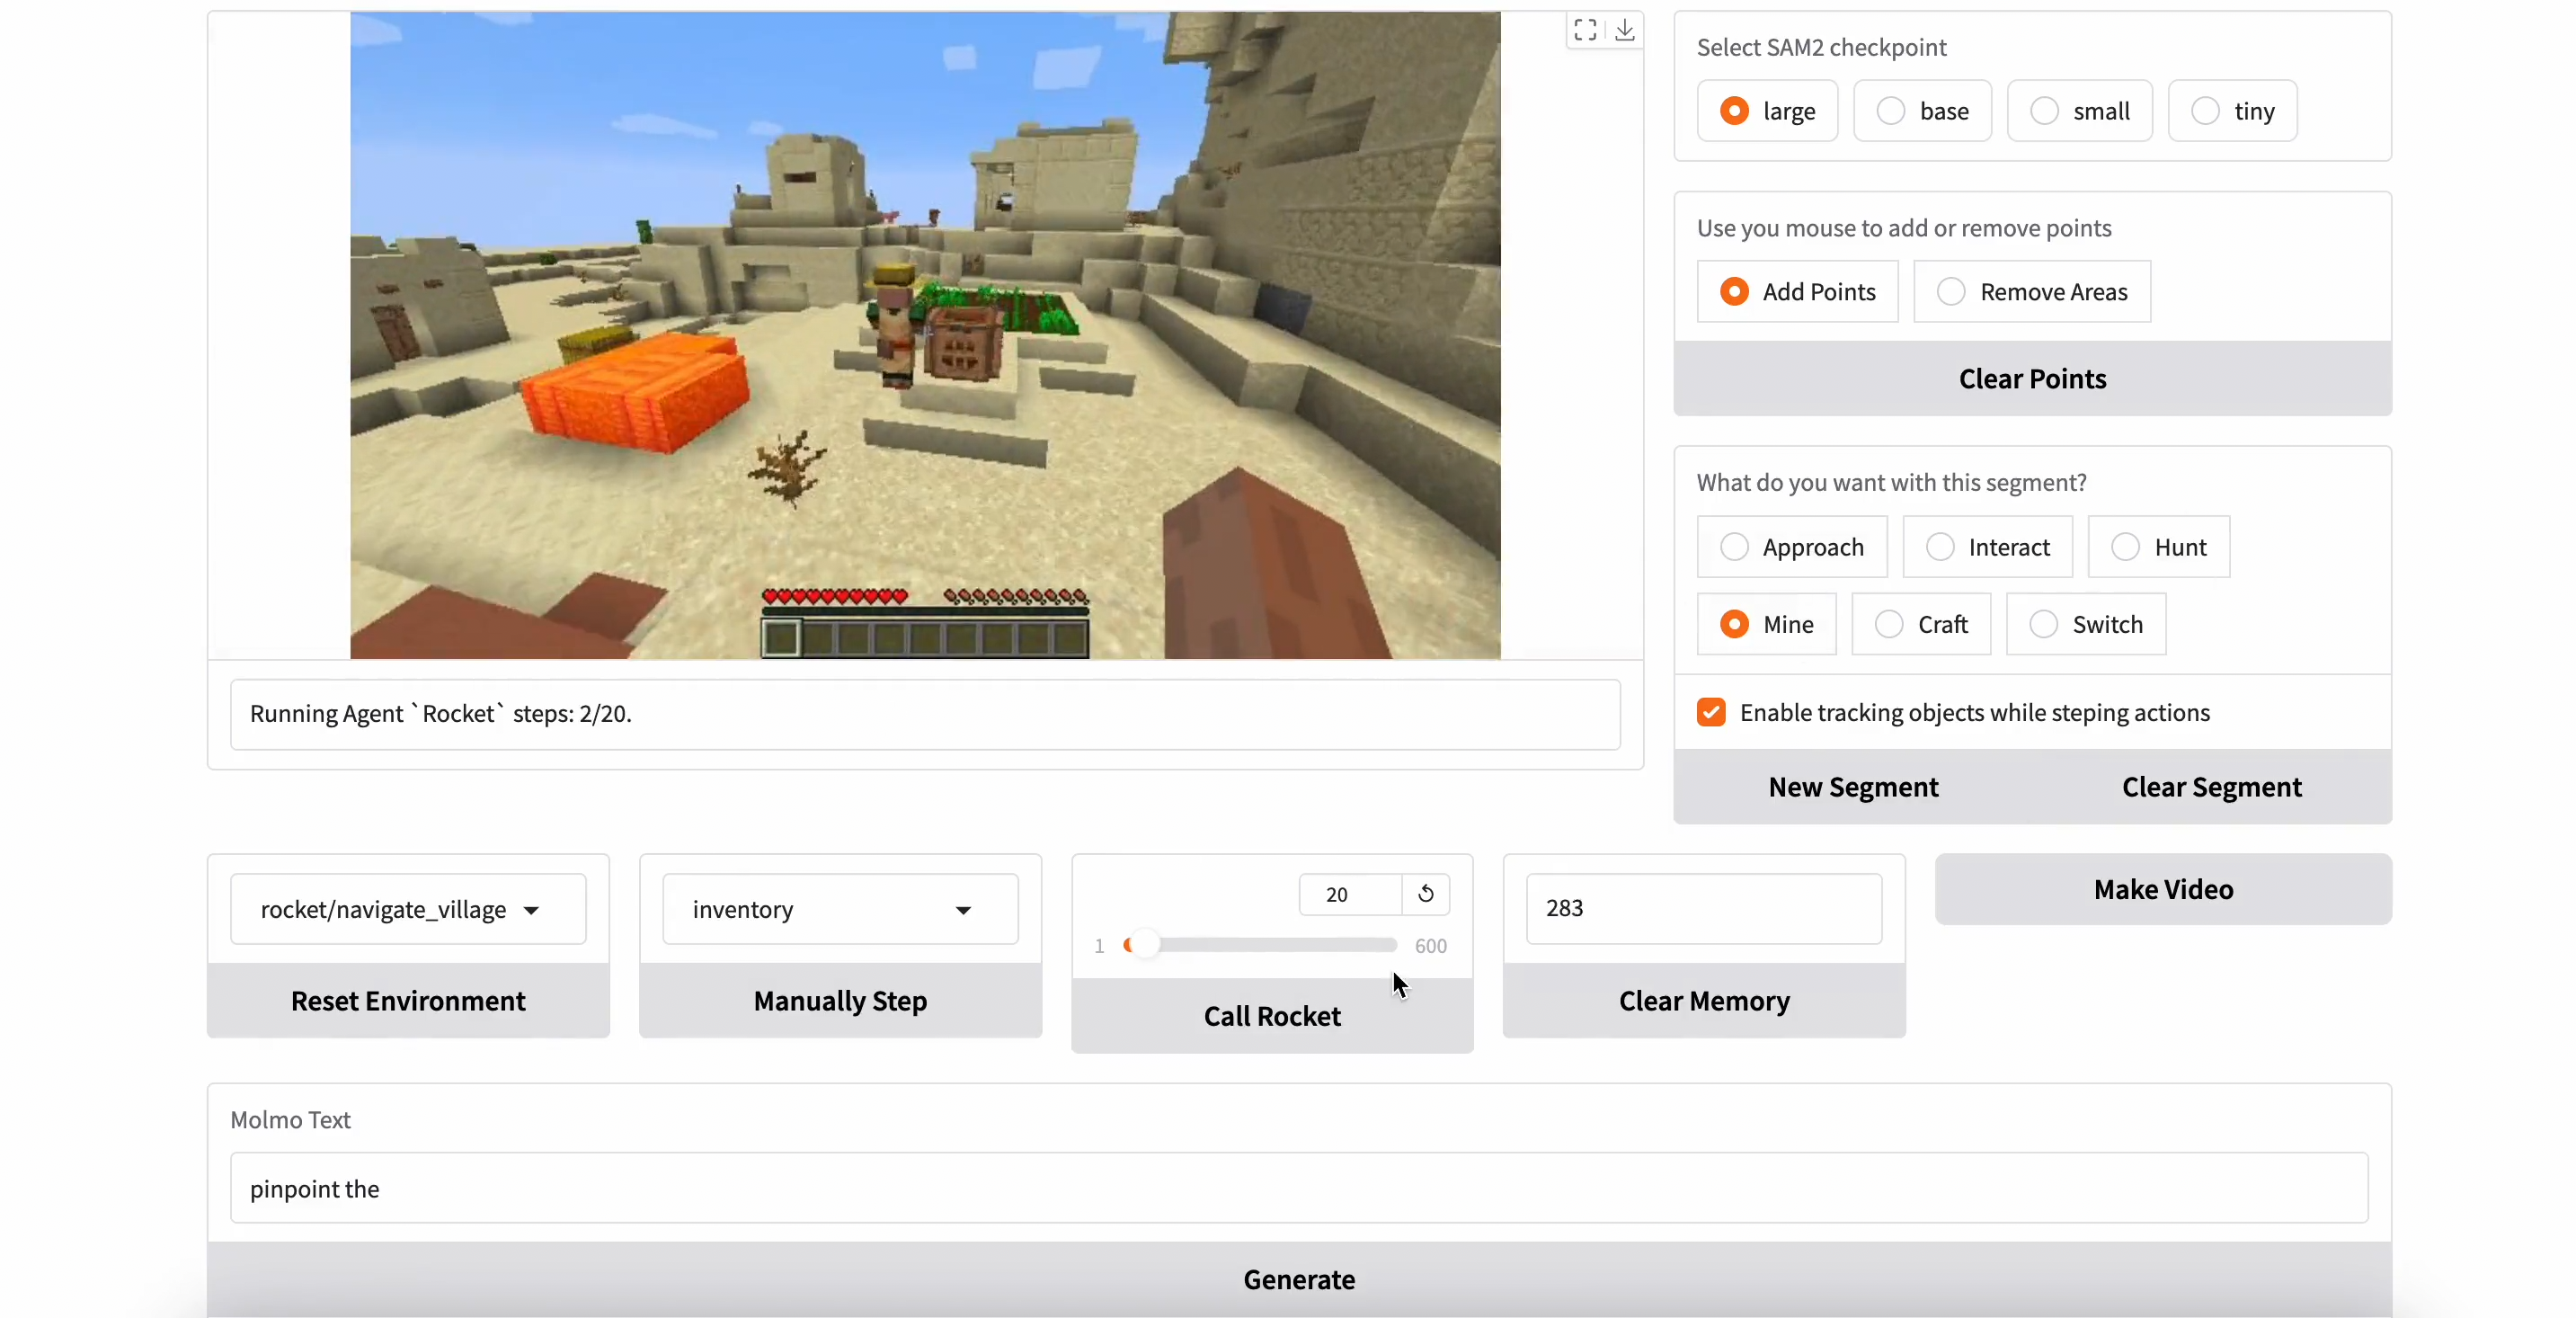 Select SAM2 checkpoint
large base small tiny
Use you mouse to add or remove points
Add Points Remove Areas
Clear Points
What do you want with this segment?
Approach Interact Hunt
Mine Craft Switch
Running Agent `Rocket` steps: 2/20.
Enable tracking objects while steping actions
New Segment Clear Segment
rocket/navigate_village
Reset Environment
inventory
Manually Step
20
1 600
Call Rocket
283
Clear Memory
Make Video
Molmo Text
pinpoint the
Generate